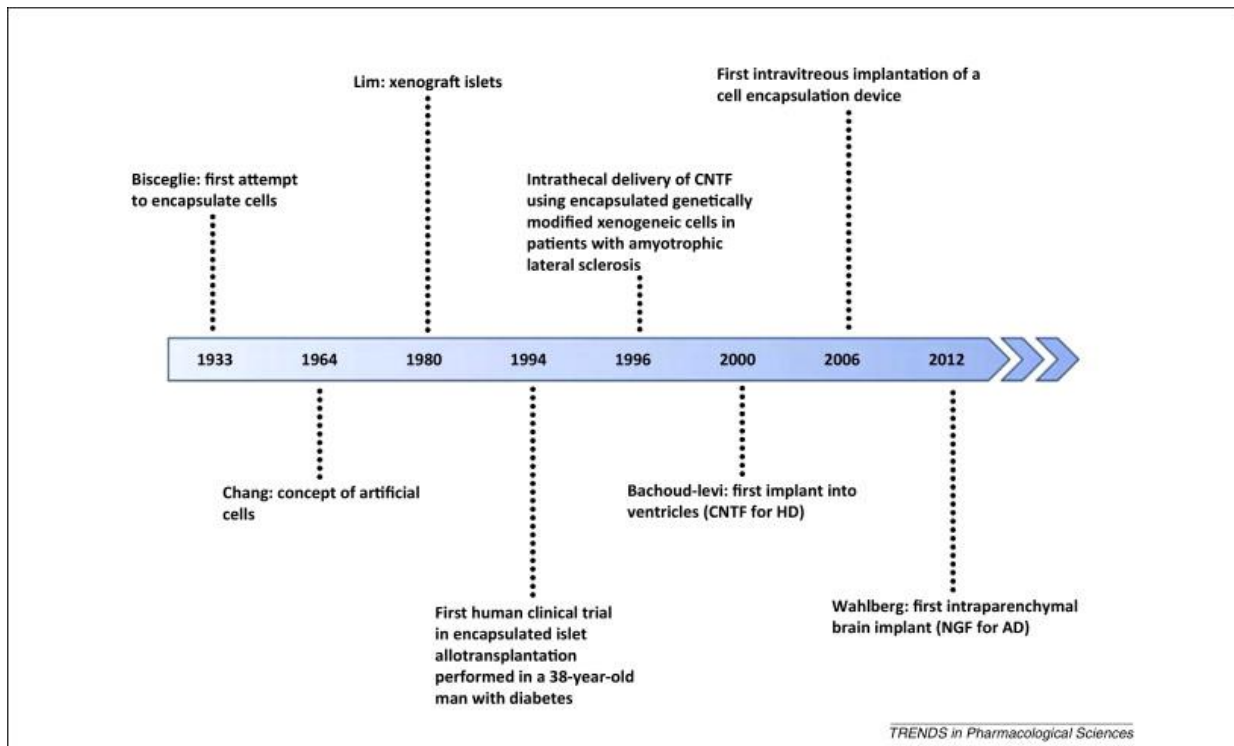 Lim: xenograft islets
First intravitreous implantation of a
cell encapsulation device
Bisceglie: first attempt
to encapsulate cells
Intrathecal delivery of CNTF
using encapsulated genetically
modified xenogeneic cells in
patients with amyotrophic
lateral sclerosis
1933 1964 1980 1994 1996 2000 2006 2012
Chang: concept of artificial
cells
Bachoud-levi: first implant into
ventricles (CNTF for HD)
First human clinical trial
in encapsulated islet
allotransplantation
performed in a 38-year-old
man with diabetes
Wahlberg: first intraparenchymal
brain implant (NGF for AD)
TRENDS in Pharmacological Sciences